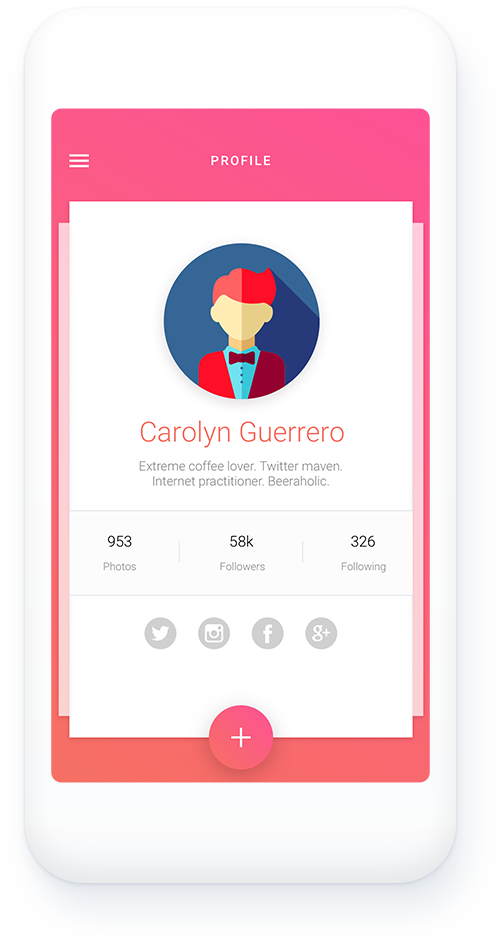 PROFILE
Carolyn Guerrero
Extreme coffee lover. Twitter maven.
Internet practitioner. Beeraholic.
953 58k 326
Photos Followers Following